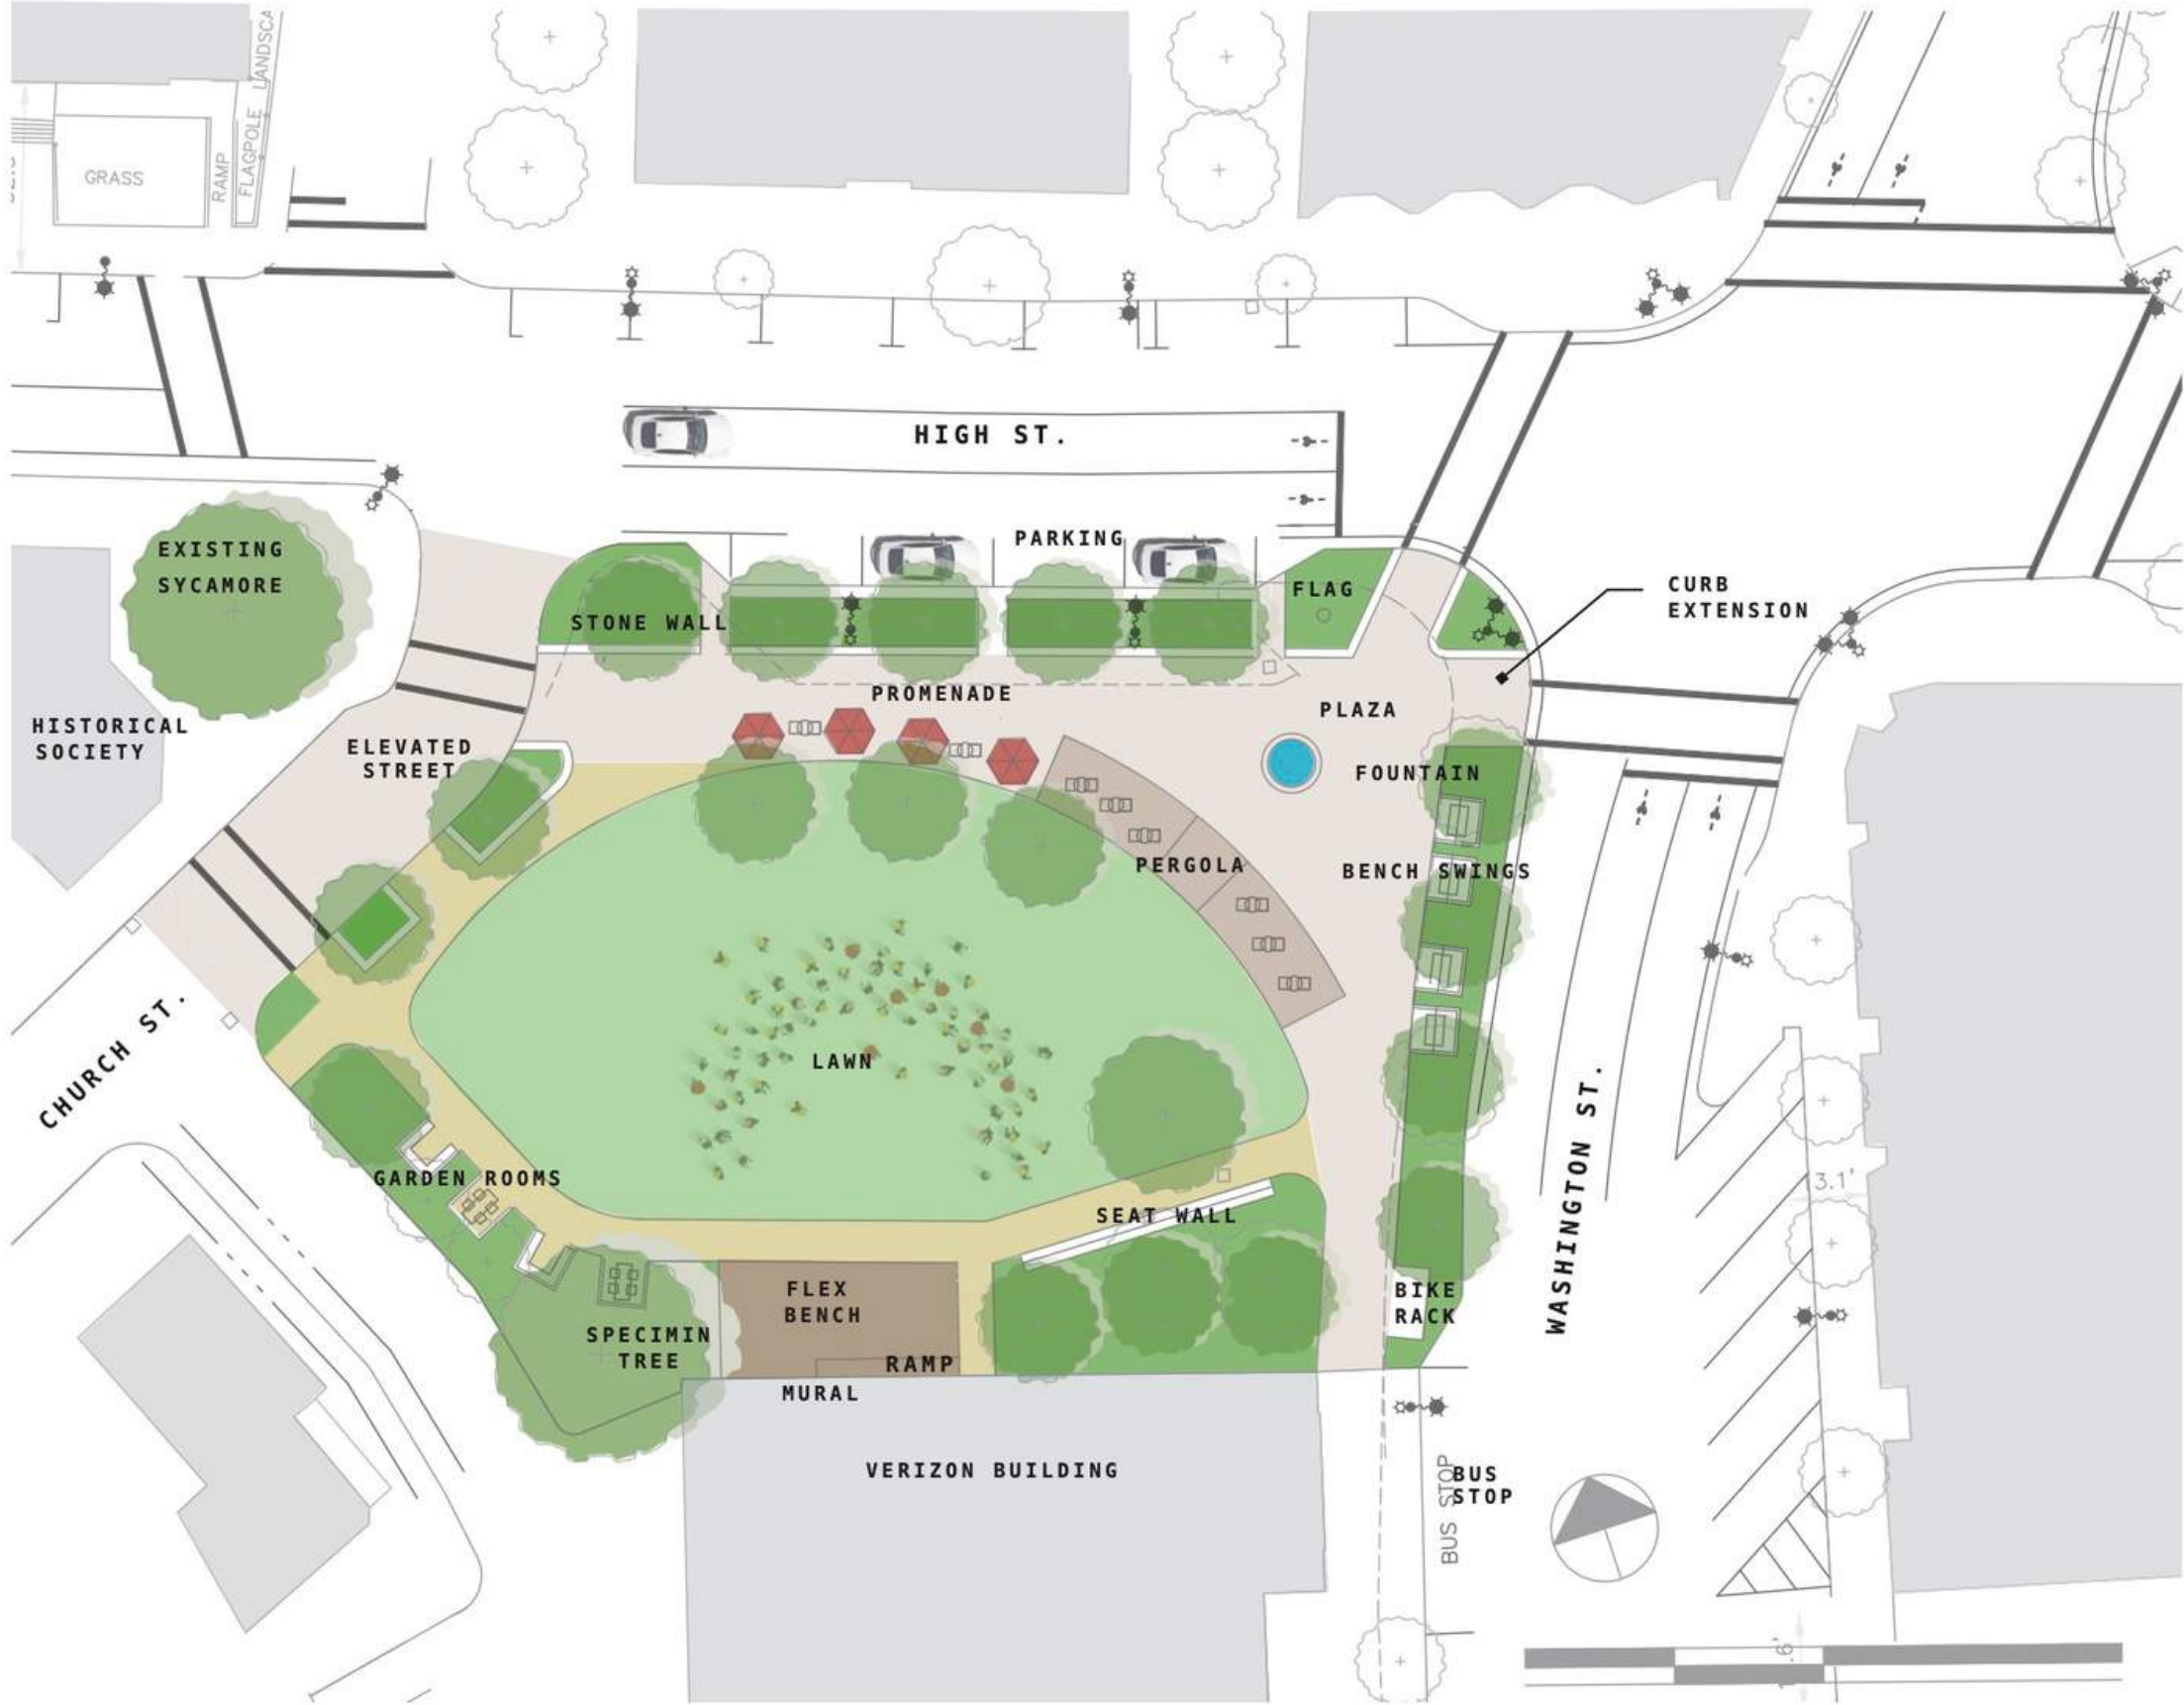 LANDSCA
FLAGPOLE
RAMP
GRASS
HIGH ST.
PARKING
EXISTING
SYCAMORE
FLAG
CURB
EXTENSION
STONE WALL
PROMENADE
PLAZA
HISTORICAL
SOCIETY
ELEVATED
STREET
FOUNTAIN
PERGOLA
BENCH SWINGS
LAWN
CHURCH ST.
GARDEN ROOMS
SEAT WALL
WASHINGTON ST.
3.1'
FLEX
BENCH
BIKE
RACK
SPECIMIN
TREE
RAMP
MURAL
VERIZON BUILDING
BUS STOP
BUS
STOP